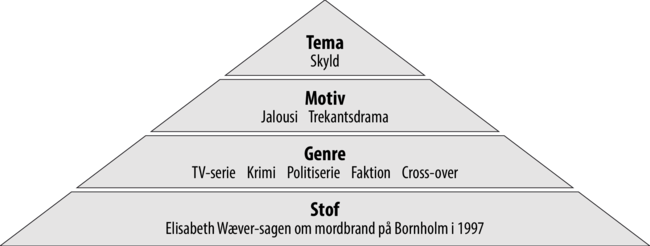 Tema
Skyld
Motiv
Jalousi Trekantsdrama
Genre
TV-serie Krimi Politiserie Faktion Cross-over
Stof
Elisabeth Wæver-sagen om mordbrand på Bornholm i 1997